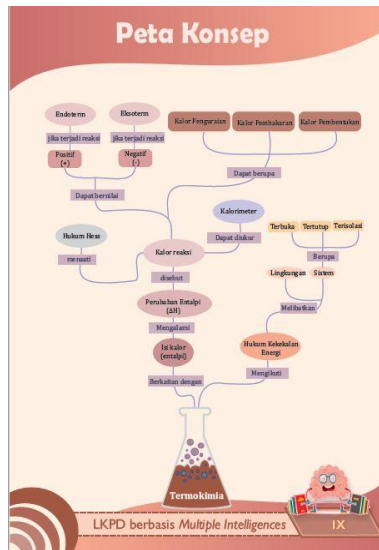 Peta Konsep
Endoterm
Eksoterm
Kalor Penguraian
Kalor Pembakaran
Kalor Pembentukan
jika terjadi reaksi
jika terjadi reaksi
Positif
(+)
Negatif
(-)
Dapat berupa
Dapat bernilai
Kalorimeter
Hukum Hess
Terbuka
Tertutup
Terisolasi
Dapat diukur
Kalor reaksi
menaati
Berupa
disebut
Lingkungan
Sistem
Perubahan Entalpi
(ΔH)
Melibatkan
Mengalami
Isi kalor
(entalpi)
Hukum Kekekalan
Energi
Berkaitan dengan
Mengikuti
Termokimia
LKPD berbasis Multiple Intelligences
IX